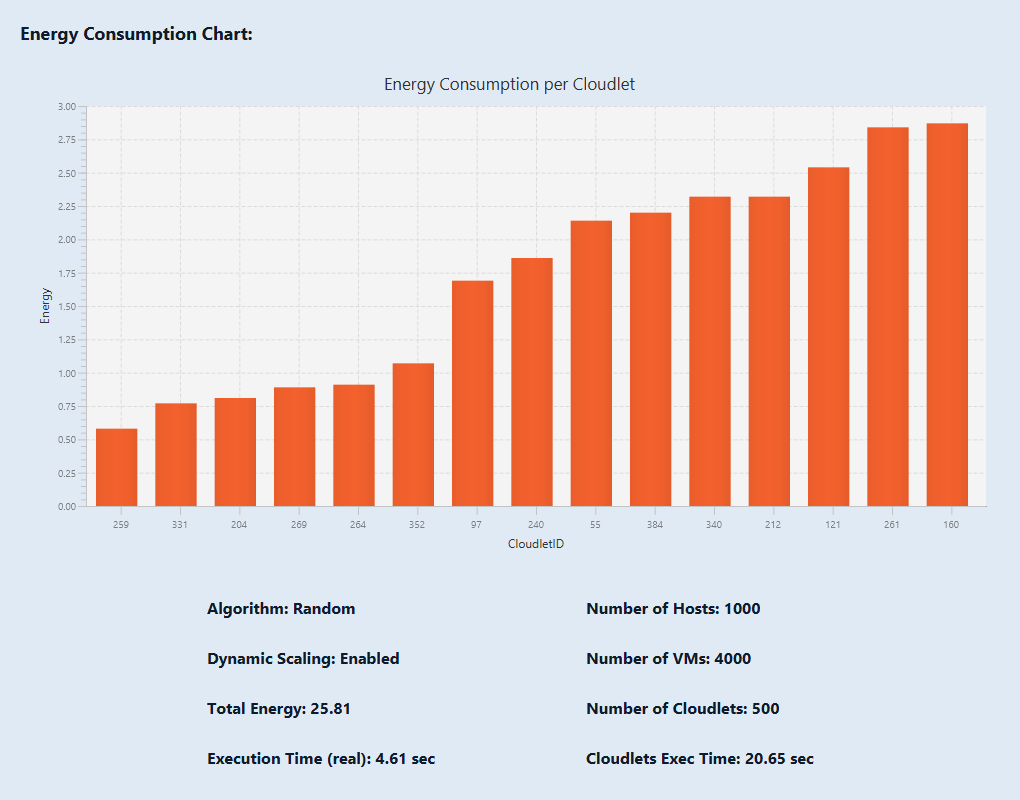 Energy Consumption Chart:
Energy Consumption per Cloudlet
3.00
2.75
2.50
2.25
2.00
1.75
1.50
1.25
1.00
0.75
0.50
0.25
0.00
Energy
259 331 204 269 264 352 97 240 55 384 340 212 121 261 160
CloudletID
Algorithm: Random
Number of Hosts: 1000
Dynamic Scaling: Enabled
Number of VMs: 4000
Total Energy: 25.81
Number of Cloudlets: 500
Execution Time (real): 4.61 sec
Cloudlets Exec Time: 20.65 sec